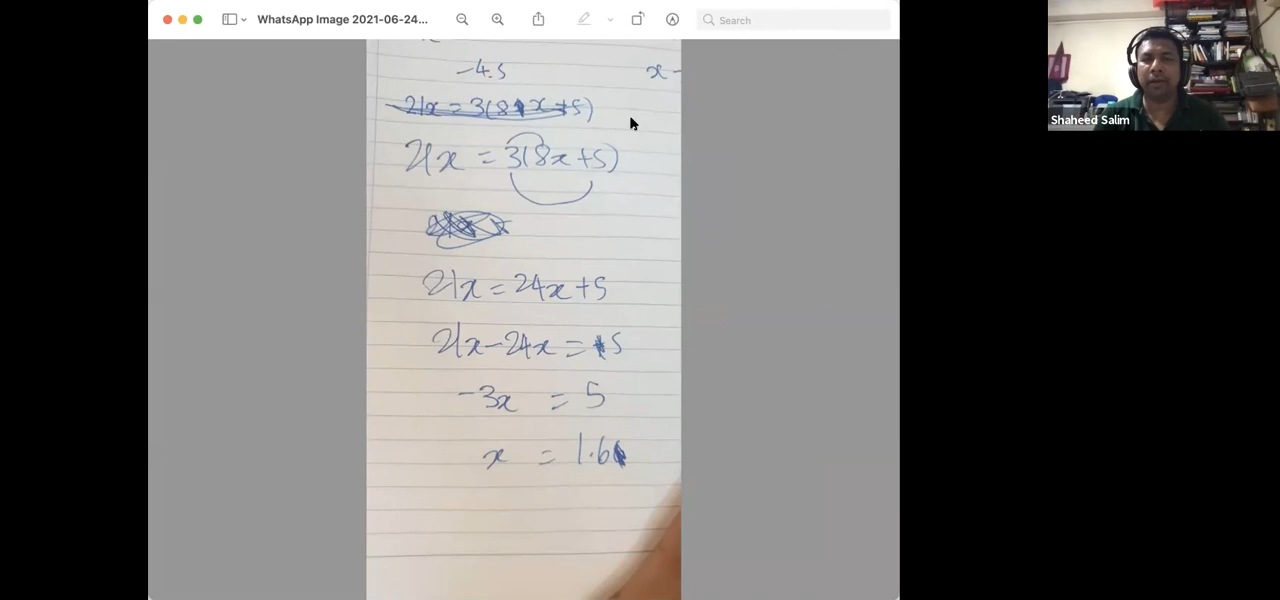 WhatsApp Image 2021-06-24...
Search
Shaheed Salim
-4.5
x-
21x = 3(8x+5)
21x = 3(8x+5)
21x = 24x+5
21x-24x = 5
-3x = 5
x = 1.6